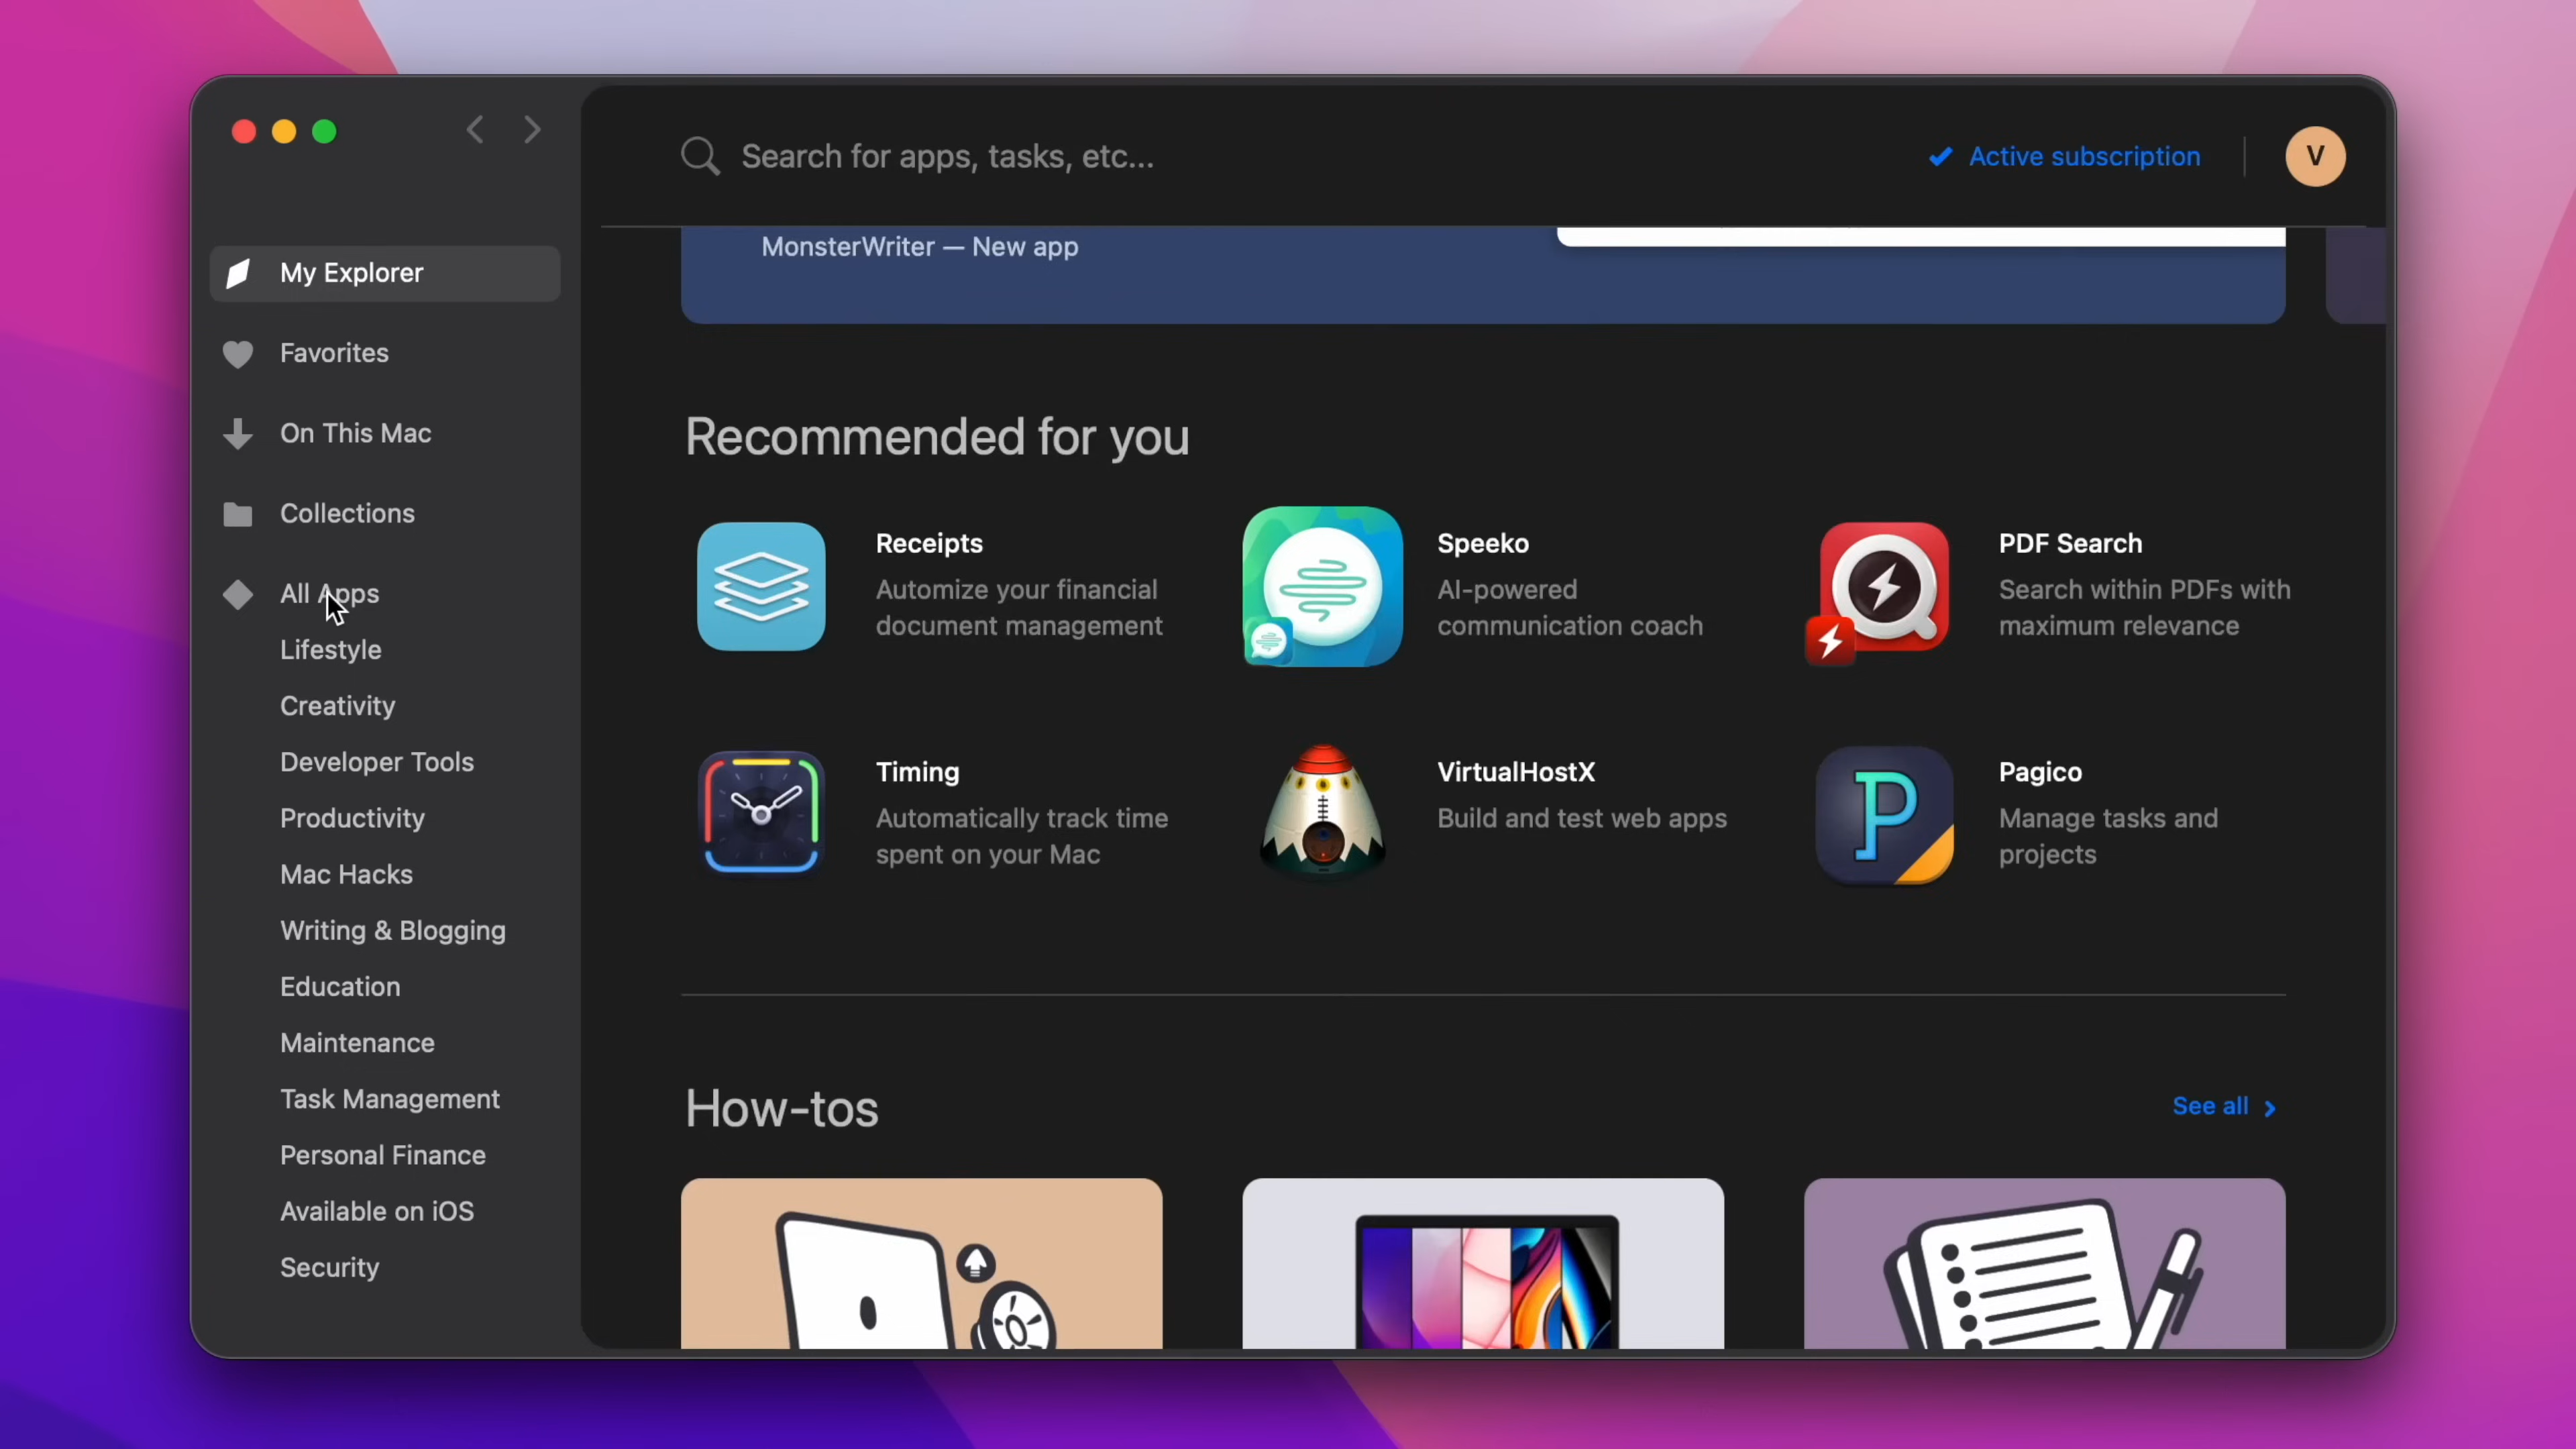 My Explorer
Favorites
On This Mac
Collections
All Apps
Lifestyle
Creativity
Developer Tools
Productivity
Mac Hacks
Writing & Blogging
Education
Maintenance
Task Management
Personal Finance
Available on iOS
Security
Search for apps, tasks, etc...
Active subscription
V
MonsterWriter — New app
Recommended for you
Receipts
Automize your financial
document management
Speeko
AI-powered
communication coach
PDF Search
Search within PDFs with
maximum relevance
Timing
Automatically track time
spent on your Mac
VirtualHostX
Build and test web apps
P
Pagico
Manage tasks and
projects
How-tos
See all